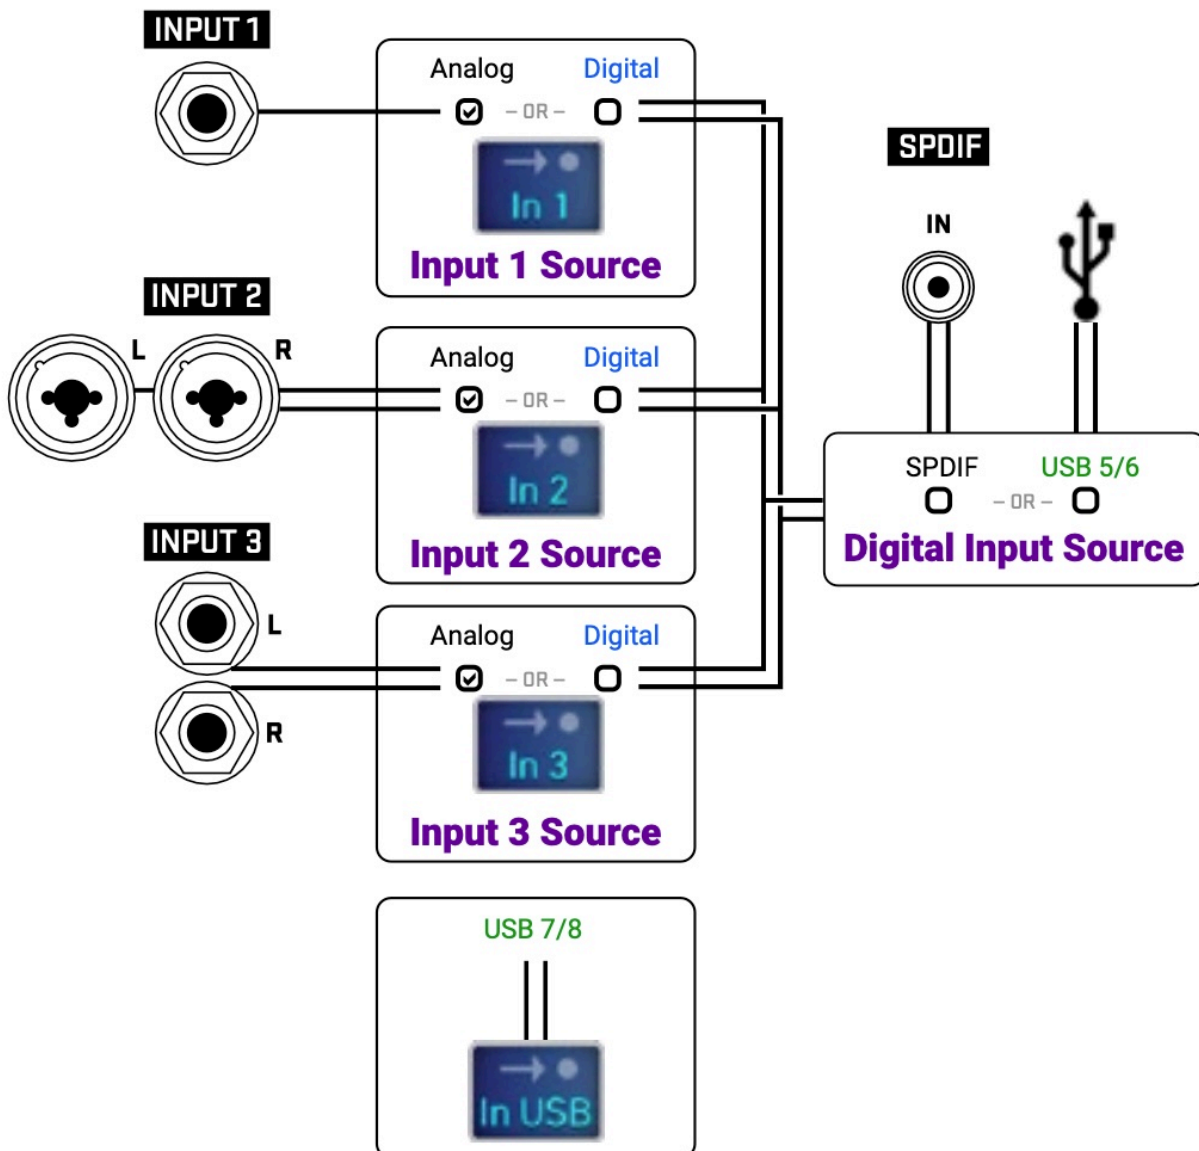 INPUT 1
Analog Digital
– OR –
In 1
Input 1 Source
SPDIF
IN
INPUT 2
L R
Analog Digital
– OR –
In 2
Input 2 Source
SPDIF USB 5/6
– OR –
Digital Input Source
INPUT 3
L
R
Analog Digital
– OR –
In 3
Input 3 Source
USB 7/8
In USB